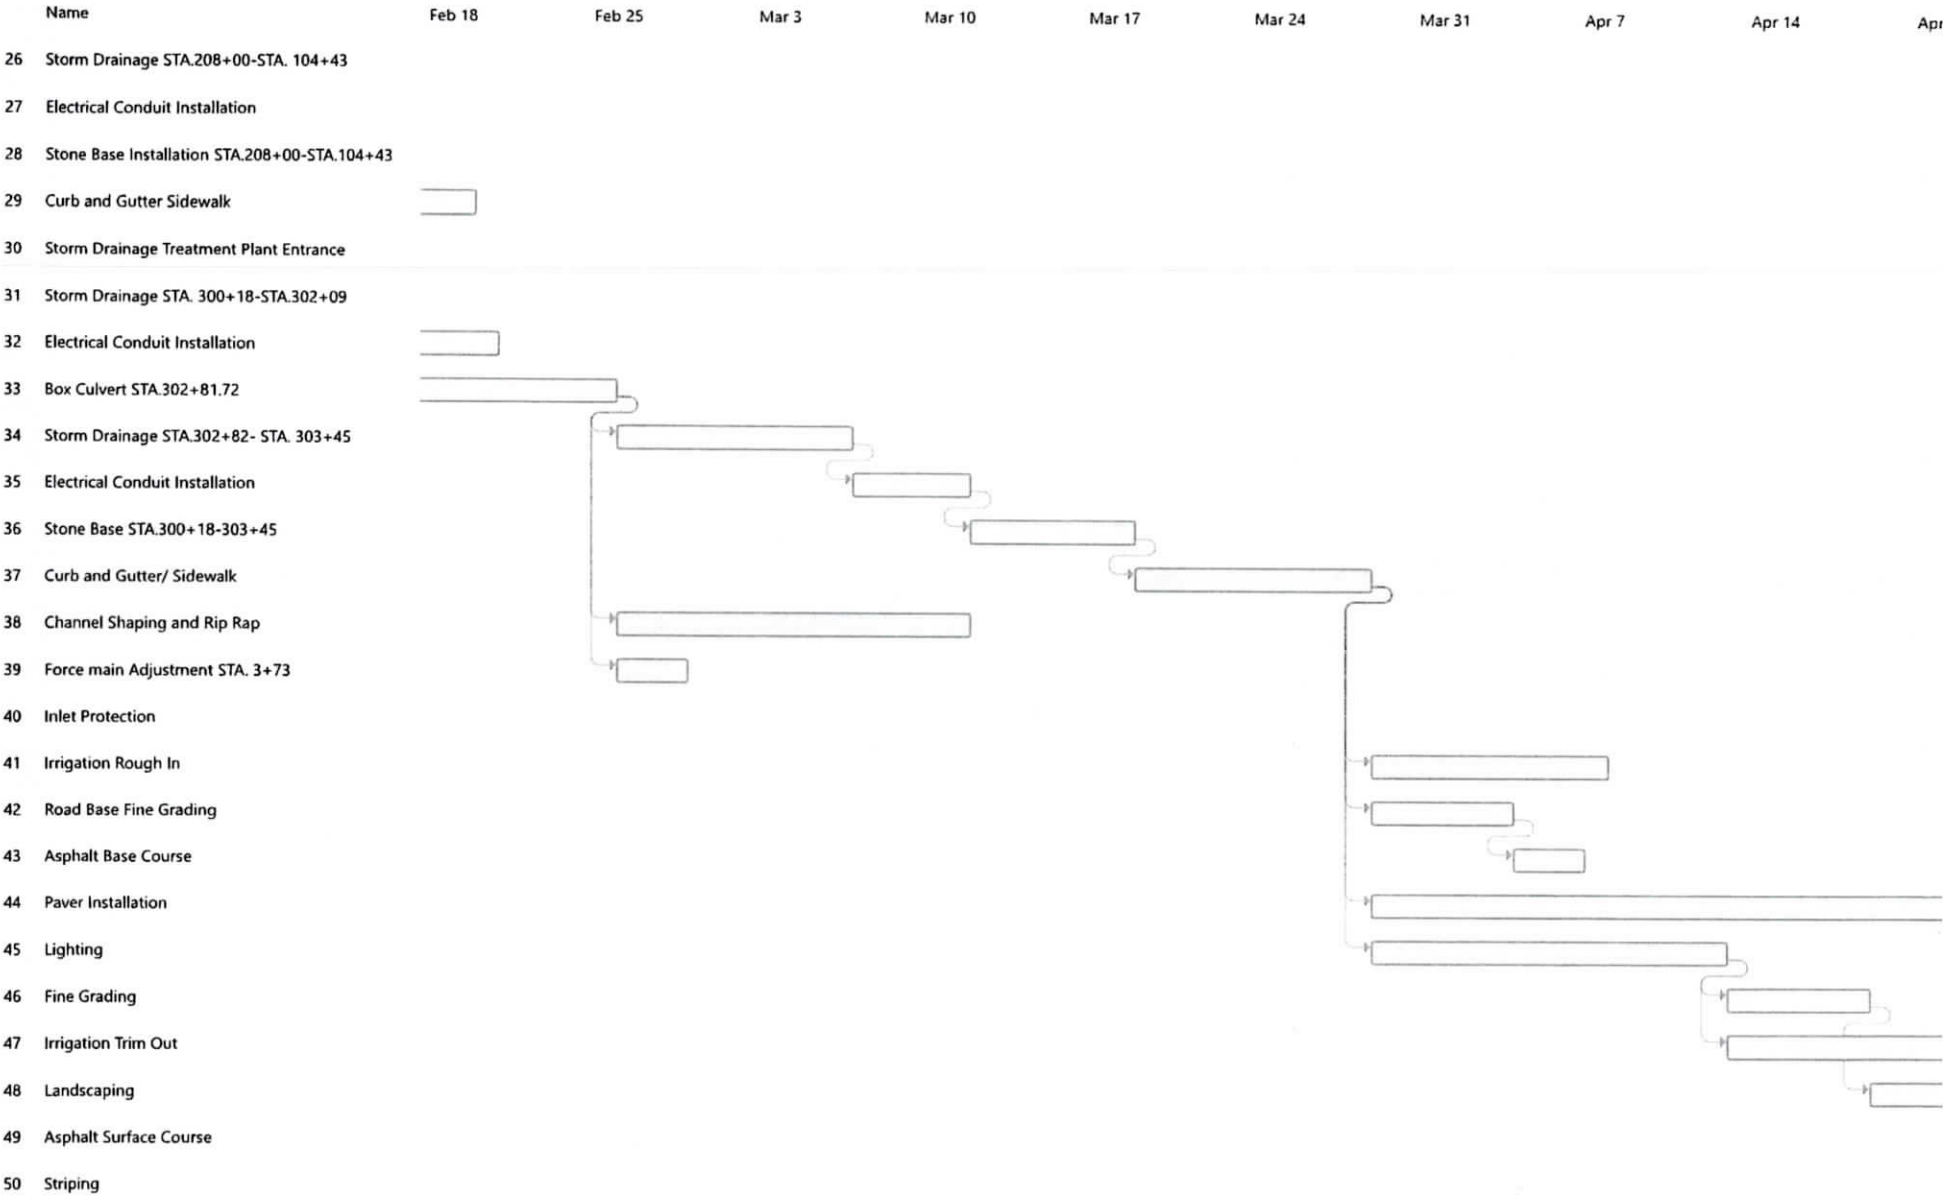 Name Feb 18 Feb 25 Mar 3 Mar 10 Mar 17 Mar 24 Mar 31 Apr 7 Apr 14 Apr
26 Storm Drainage STA.208+00-STA. 104+43
27 Electrical Conduit Installation
28 Stone Base Installation STA.208+00-STA.104+43
29 Curb and Gutter Sidewalk
30 Storm Drainage Treatment Plant Entrance
31 Storm Drainage STA. 300+18-STA.302+09
32 Electrical Conduit Installation
33 Box Culvert STA.302+81.72
34 Storm Drainage STA.302+82- STA. 303+45
35 Electrical Conduit Installation
36 Stone Base STA.300+18-303+45
37 Curb and Gutter/ Sidewalk
38 Channel Shaping and Rip Rap
39 Force main Adjustment STA. 3+73
40 Inlet Protection
41 Irrigation Rough In
42 Road Base Fine Grading
43 Asphalt Base Course
44 Paver Installation
45 Lighting
46 Fine Grading
47 Irrigation Trim Out
48 Landscaping
49 Asphalt Surface Course
50 Striping